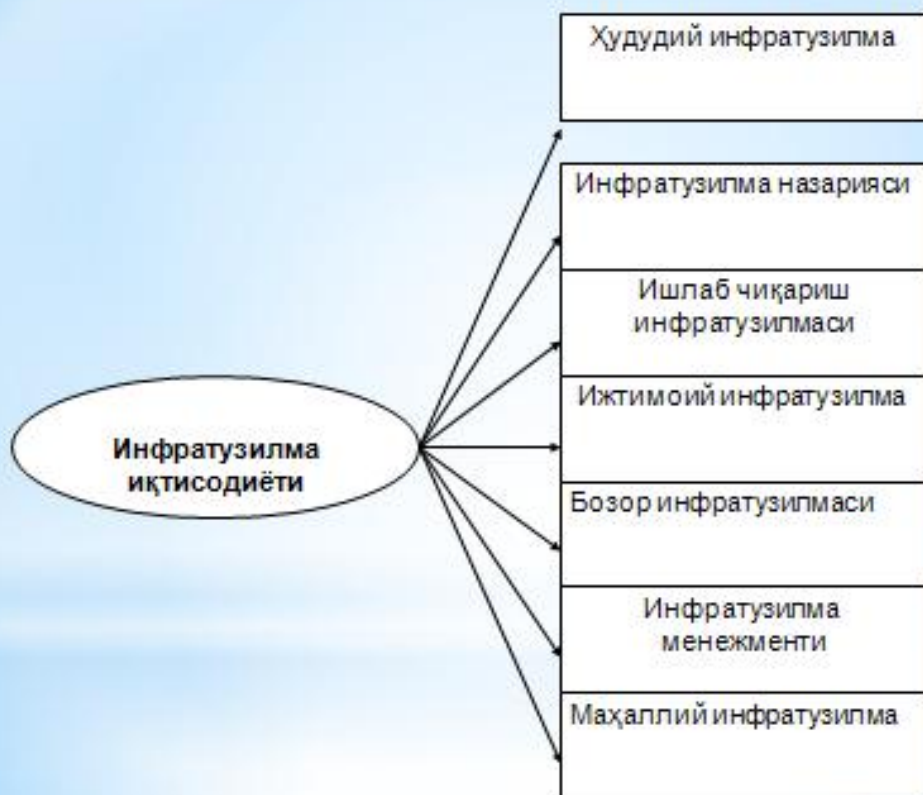 Ҳудудий инфратузилма
Инфратузилма назарияси
Ишлаб чиқариш
инфратузилмаси
Ижтимоий инфратузилма
Инфратузилма
иқтисодиёти
Бозор инфратузилмаси
Инфратузилма
менежменти
Маҳаллий инфратузилма